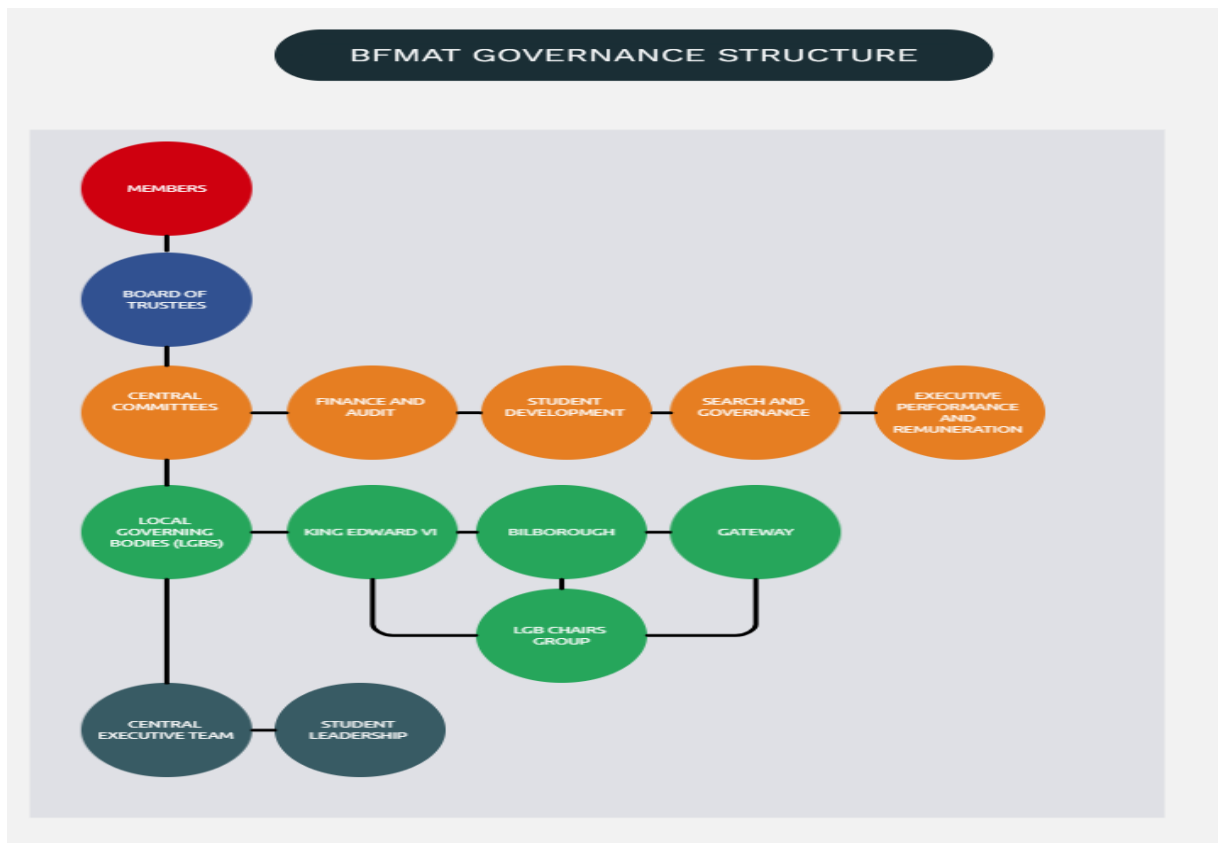 BFMAT GOVERNANCE STRUCTURE
MEMBERS
BOARD OF
TRUSTEES
CENTRAL
COMMITTEES
FINANCE AND
AUDIT
STUDENT
DEVELOPMENT
SEARCH AND
GOVERNANCE
EXECUTIVE
PERFORMANCE
AND
REMUNERATION
LOCAL
GOVERNING
BODIES (LGBS)
KING EDWARD VI
BILBOROUGH
GATEWAY
LGB CHAIRS
GROUP
CENTRAL
EXECUTIVE TEAM
STUDENT
LEADERSHIP